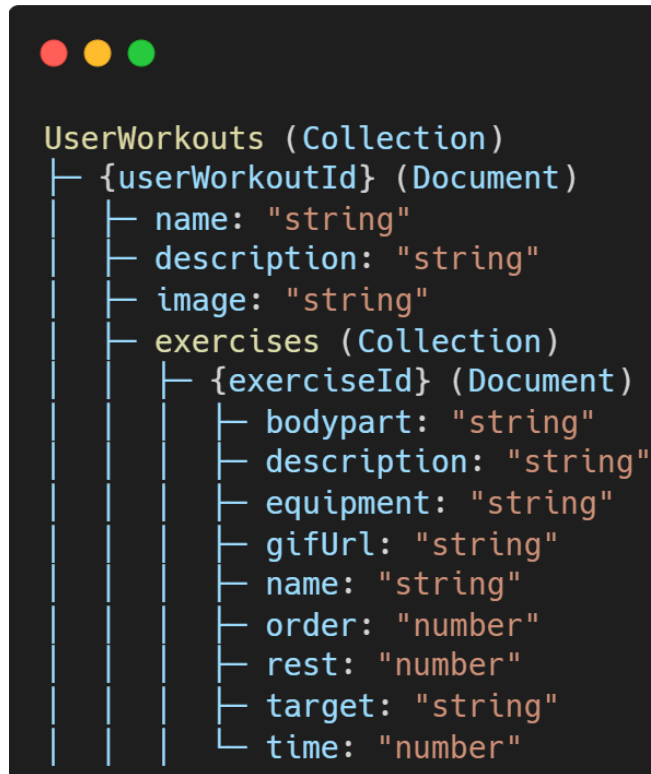 UserWorkouts (Collection)
├─ {userWorkoutId} (Document)
│  ├─ name: "string"
│  ├─ description: "string"
│  ├─ image: "string"
│  ├─ exercises (Collection)
│  │  ├─ {exerciseId} (Document)
│  │  │  ├─ bodypart: "string"
│  │  │  ├─ description: "string"
│  │  │  ├─ equipment: "string"
│  │  │  ├─ gifUrl: "string"
│  │  │  ├─ name: "string"
│  │  │  ├─ order: "number"
│  │  │  ├─ rest: "number"
│  │  │  ├─ target: "string"
│  │  │  └─ time: "number"